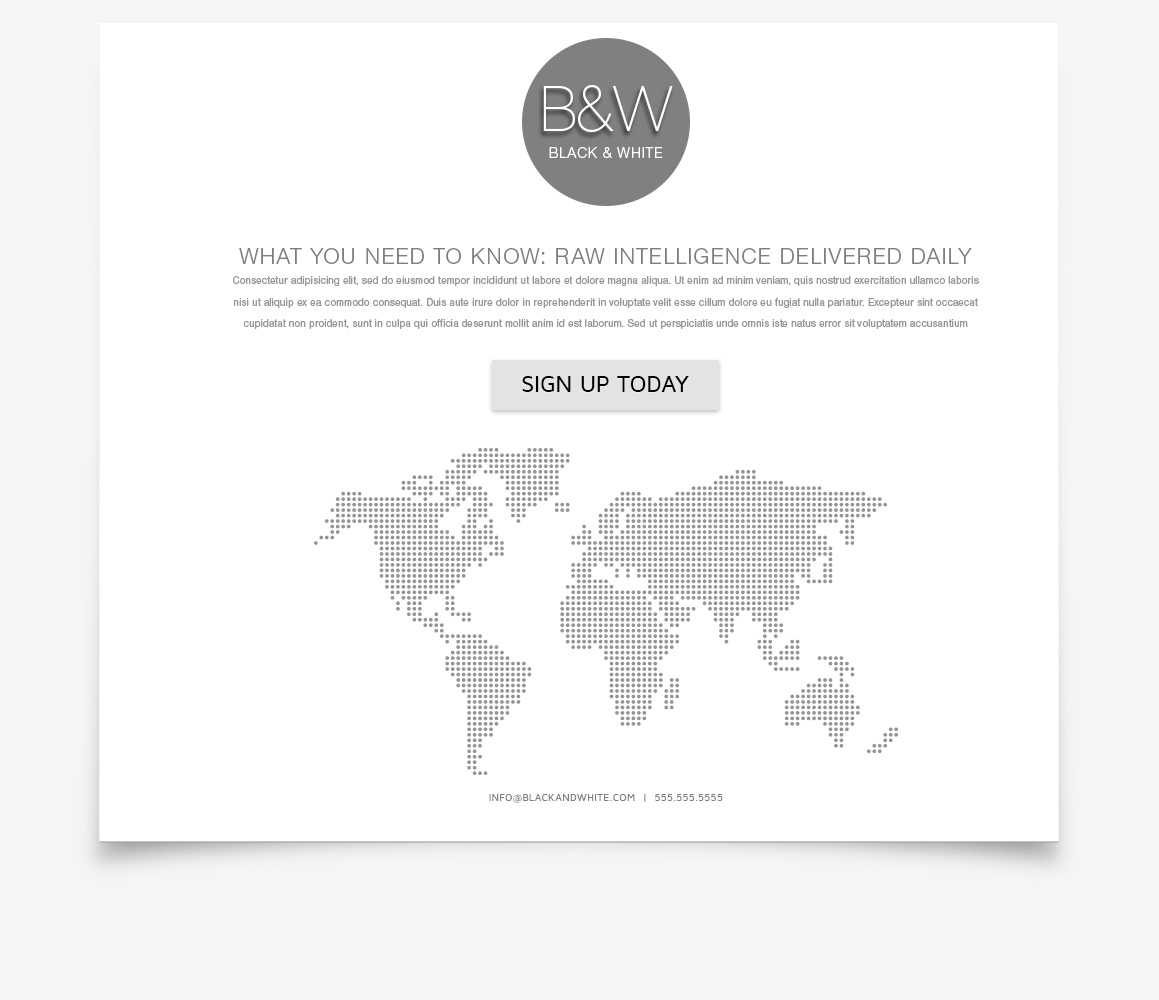 B&W
BLACK & WHITE
WHAT YOU NEED TO KNOW: RAW INTELLIGENCE DELIVERED DAILY
Consectetur adipisicing elit, sed do eiusmod tempor incididunt ut labore et dolore magna aliqua. Ut enim ad minim veniam, quis nostrud exercitation ullamco laboris
nisi ut aliquip ex ea commodo consequat. Duis aute irure dolor in reprehenderit in voluptate velit esse cillum dolore eu fugiat nulla pariatur. Excepteur sint occaecat
cupidatat non proident, sunt in culpa qui officia deserunt mollit anim id est laborum. Sed ut perspiciatis unde omnis iste natus error sit voluptatem accusantium
SIGN UP TODAY
INFO@BLACKANDWHITE.COM | 555.555.5555